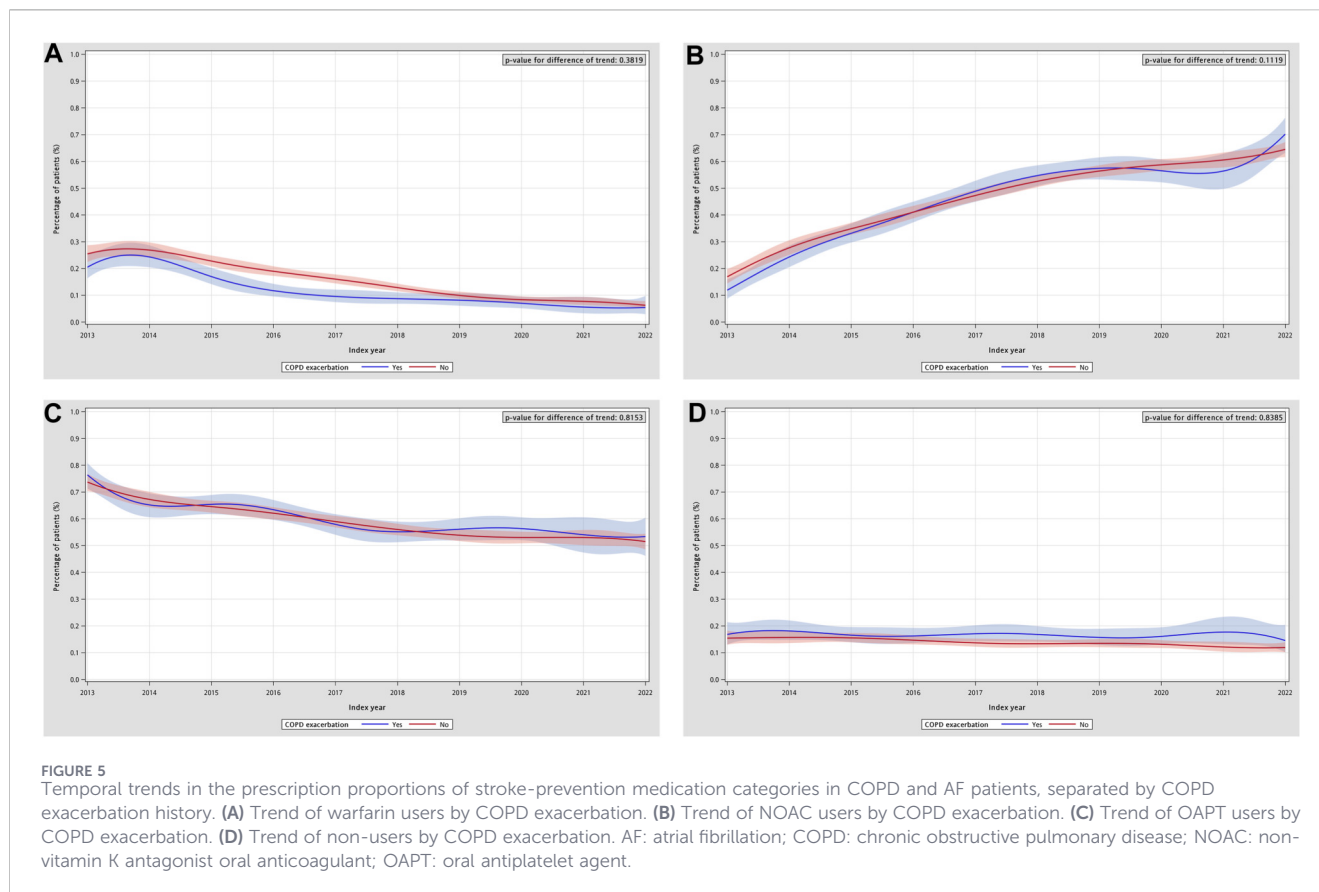 A
p-value for difference of trend: 0.3819
Percentage of patients (%)
1.0
0.9
0.8
0.7
0.6
0.5
0.4
0.3
0.2
0.1
0.0
2013 2014 2015 2016 2017 2018 2019 2020 2021 2022
Index year
COPD exacerbation Yes No
B
p-value for difference of trend: 0.1119
Percentage of patients (%)
1.0
0.9
0.8
0.7
0.6
0.5
0.4
0.3
0.2
0.1
0.0
2013 2014 2015 2016 2017 2018 2019 2020 2021 2022
Index year
COPD exacerbation Yes No
C
p-value for difference of trend: 0.8153
Percentage of patients (%)
1.0
0.9
0.8
0.7
0.6
0.5
0.4
0.3
0.2
0.1
0.0
2013 2014 2015 2016 2017 2018 2019 2020 2021 2022
Index year
COPD exacerbation Yes No
D
p-value for difference of trend: 0.8385
Percentage of patients (%)
1.0
0.9
0.8
0.7
0.6
0.5
0.4
0.3
0.2
0.1
0.0
2013 2014 2015 2016 2017 2018 2019 2020 2021 2022
Index year
COPD exacerbation Yes No
FIGURE 5
Temporal trends in the prescription proportions of stroke-prevention medication categories in COPD and AF patients, separated by COPD
exacerbation history. (A) Trend of warfarin users by COPD exacerbation. (B) Trend of NOAC users by COPD exacerbation. (C) Trend of OAPT users by
COPD exacerbation. (D) Trend of non-users by COPD exacerbation. AF: atrial fibrillation; COPD: chronic obstructive pulmonary disease; NOAC: non-
vitamin K antagonist oral anticoagulant; OAPT: oral antiplatelet agent.